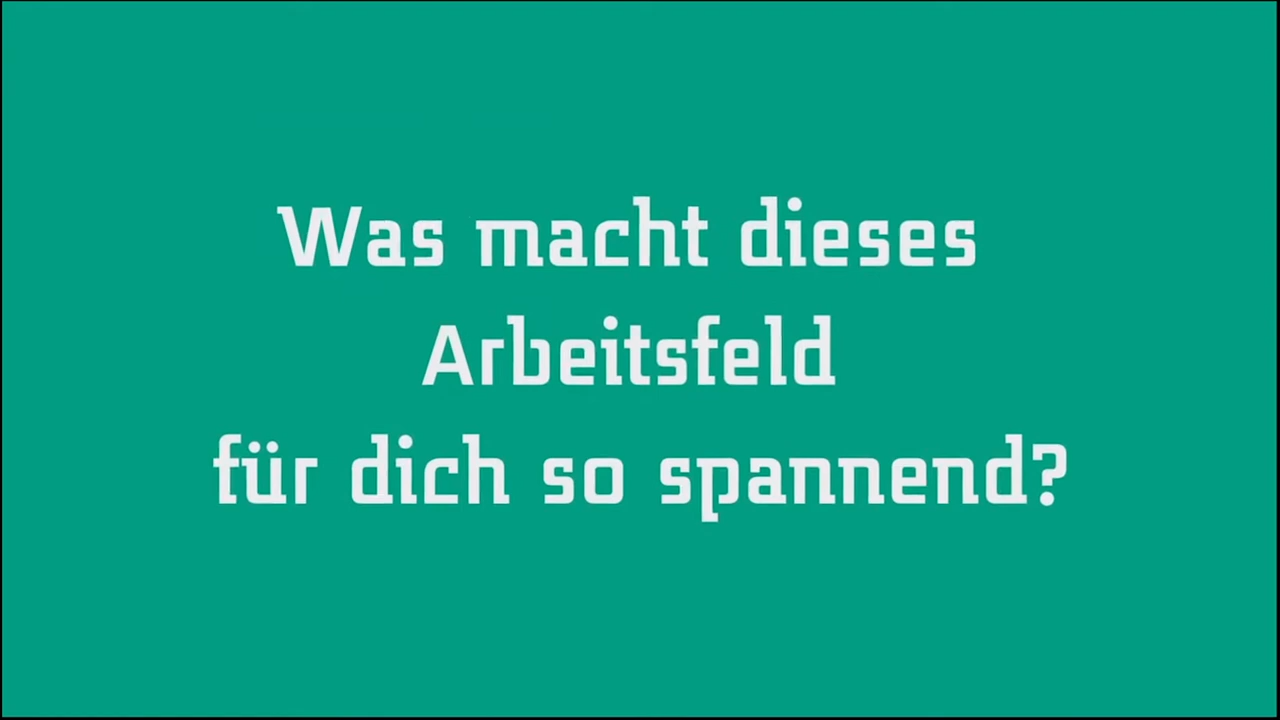 Was macht dieses
Arbeitsfeld
für dich so spannend?